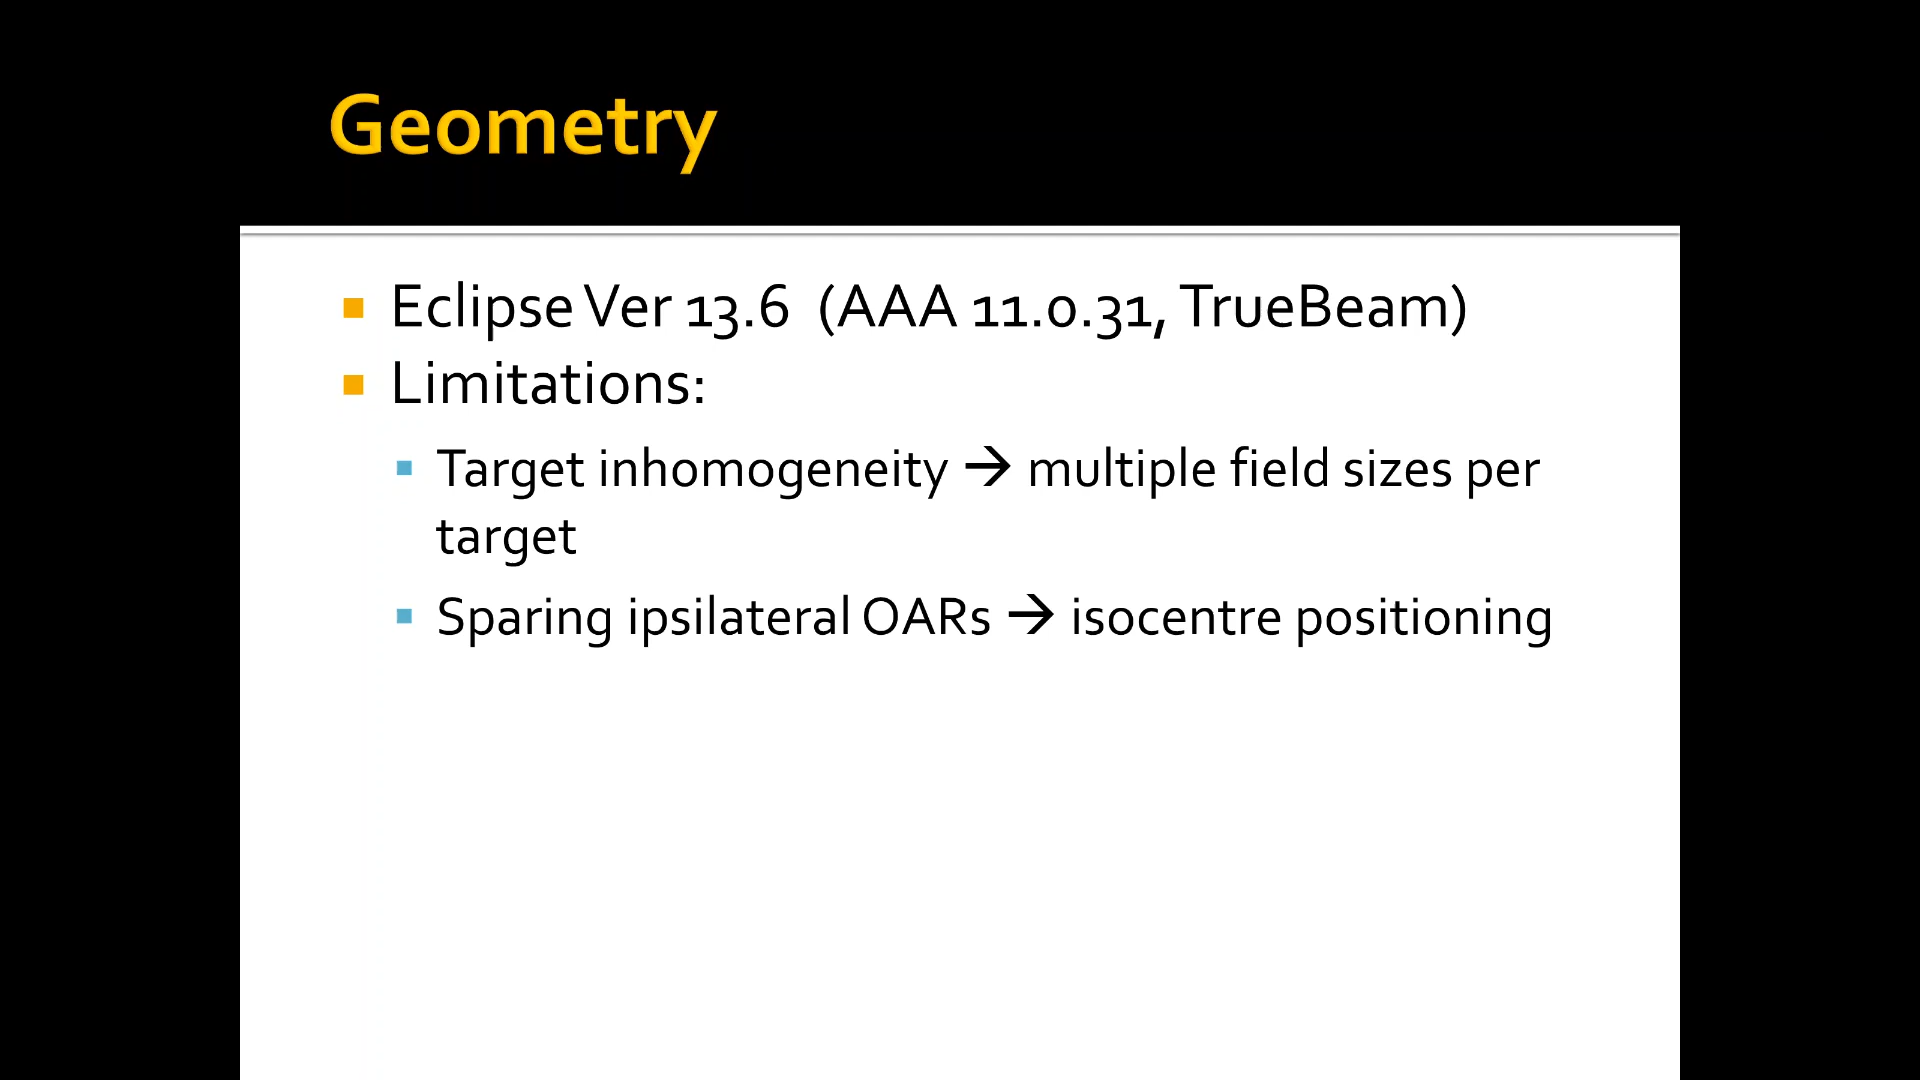 Geometry
Eclipse Ver 13.6 (AAA 11.0.31, TrueBeam)
Limitations:
Target inhomogeneity → multiple field sizes per
target
Sparing ipsilateral OARs → isocentre positioning